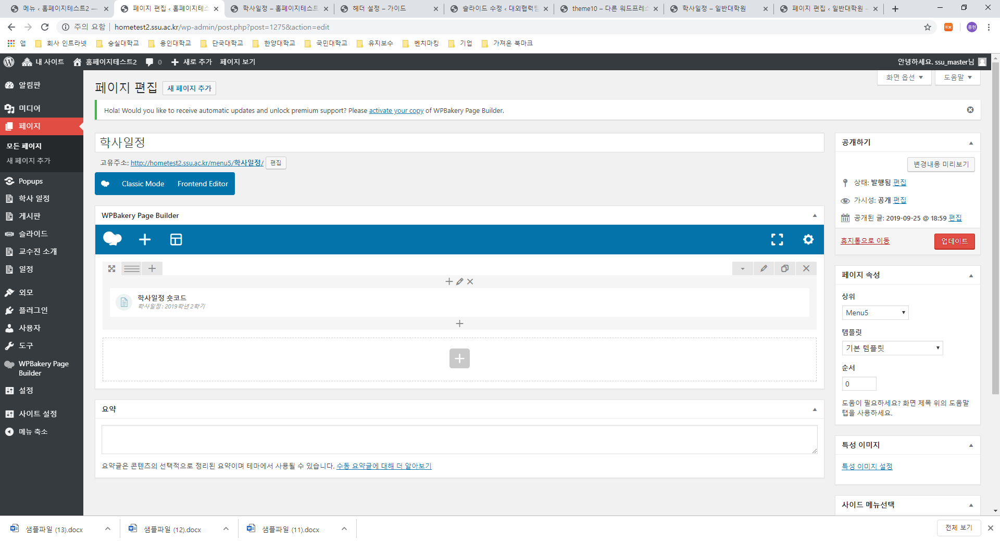 메뉴 ‹ 홈페이지테스트2 —
페이지 편집 ‹ 홈페이지테스
학사일정 – 홈페이지테스트
헤더 설정 – 가이드
슬라이드 수정 ‹ 대외협력팀
theme10 – 다른 워드프레스
학사일정 – 일반대학원
페이지 편집 ‹ 일반대학원 –
주의 요함 | hometest2.ssu.ac.kr/wp-admin/post.php?post=1275&action=edit
종현
앱
회사 인트라넷
숭실대학교
용인대학교
단국대학교
한양대학교
국민대학교
유지보수
벤치마킹
기업
가져온 북마크
내 사이트
홈페이지테스트2
0
새로 추가
페이지 보기
안녕하세요. ssu_master님
알림판
미디어
페이지
모든 페이지
새 페이지 추가
Popups
학사 일정
게시판
슬라이드
교수진 소개
일정
외모
플러그인
사용자
도구
WPBakery Page
Builder
설정
사이트 설정
메뉴 축소
화면 옵션
도움말
페이지 편집
새 페이지 추가
Hola! Would you like to receive automatic updates and unlock premium support? Please activate your copy of WPBakery Page Builder.
학사일정
고유주소: http://hometest2.ssu.ac.kr/menu5/학사일정/ 편집
Classic Mode
Frontend Editor
WPBakery Page Builder
학사일정 숏코드
학사일정: 2019학년 2학기
요약
요약글은 콘텐츠의 선택적으로 정리된 요약이며 테마에서 사용될 수 있습니다. 수동 요약글에 대해 더 알아보기
공개하기
변경내용 미리보기
상태: 발행됨 편집
가시성: 공개 편집
공개된 글: 2019-09-25 @ 18:59 편집
휴지통으로 이동
업데이트
페이지 속성
상위
Menu5
템플릿
기본 템플릿
순서
0
도움이 필요하세요? 화면 제목 위의 도움말
탭을 사용하세요.
특성 이미지
특성 이미지 설정
사이드 메뉴선택
샘플파일 (13).docx
샘플파일 (12).docx
샘플파일 (11).docx
전체 보기